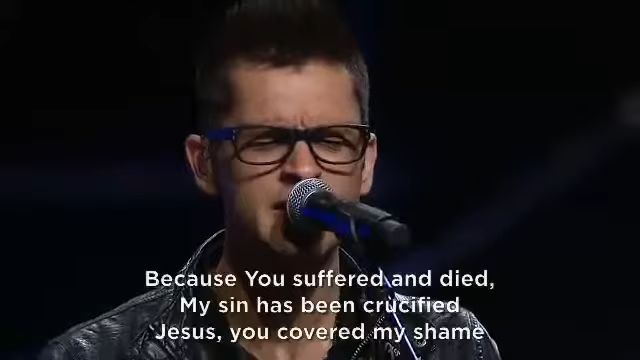 Because You suffered and died,
My sin has been crucified
Jesus, you covered my shame